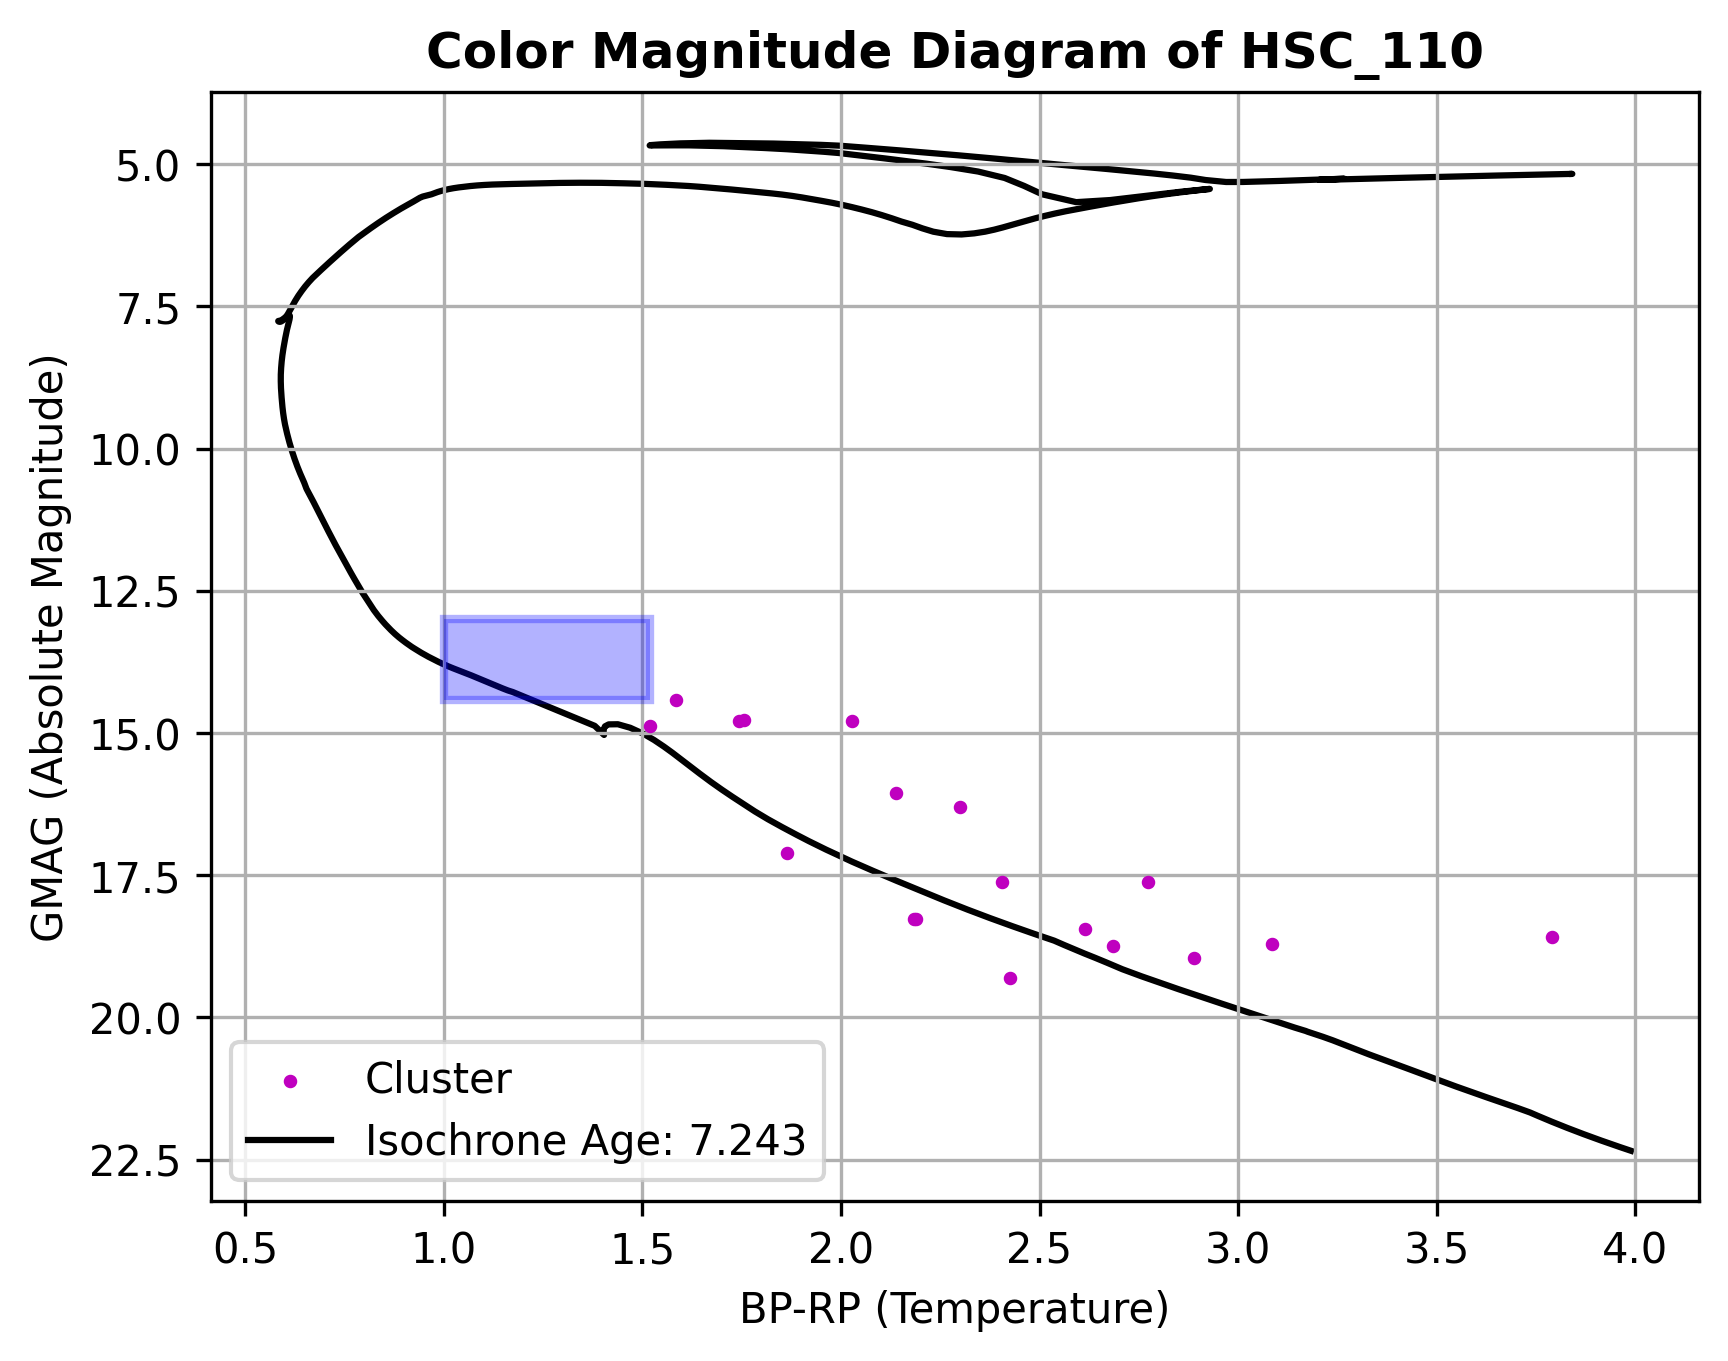 Color Magnitude Diagram of HSC_110
GMAG (Absolute Magnitude)
5.0
7.5
10.0
12.5
15.0
17.5
20.0
22.5
Cluster
Isochrone Age: 7.243
0.5 1.0 1.5 2.0 2.5 3.0 3.5 4.0
BP-RP (Temperature)